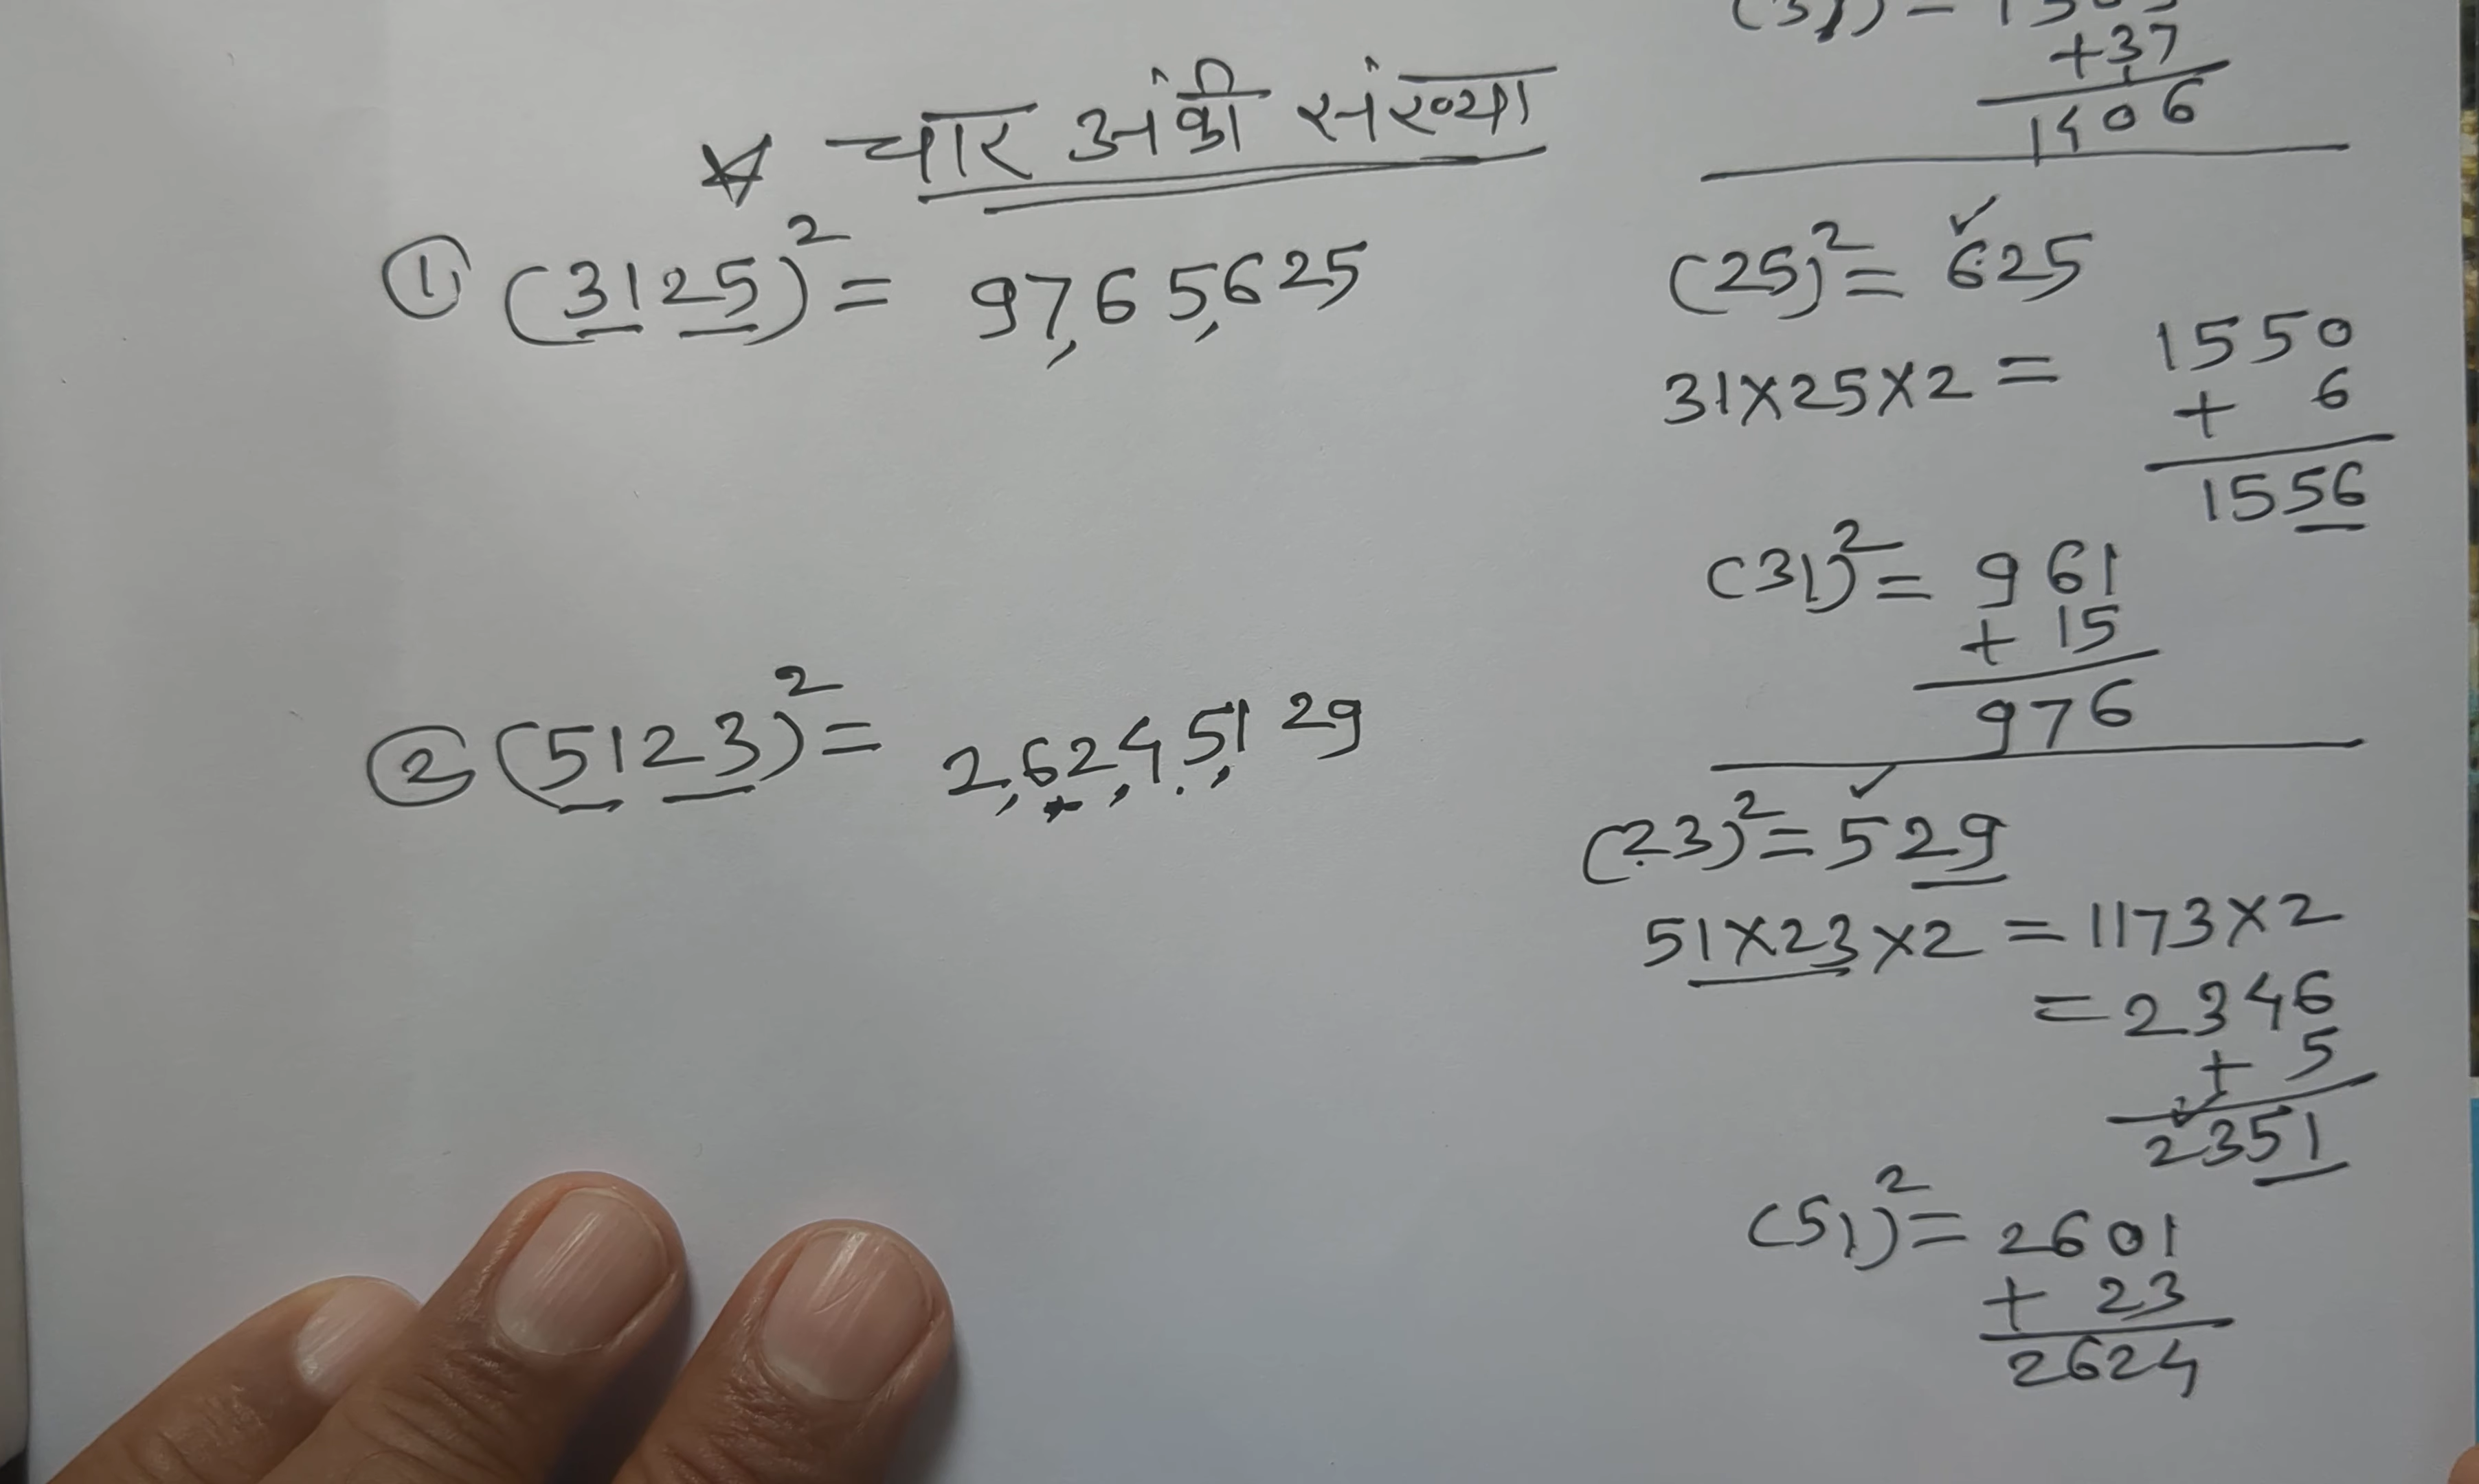 * चार अंकी संख्या
① (3125)² = 97,65,625
② (5123)² = 2,62,45,129
+37
1406
(25)² = 625
31×25×2 = 1550
+ 6
1556
(31)² = 961
+ 15
976
(23)² = 529
51×23×2 = 1173×2
= 2346
+ 5
2351
(51)² = 2601
+ 23
2624